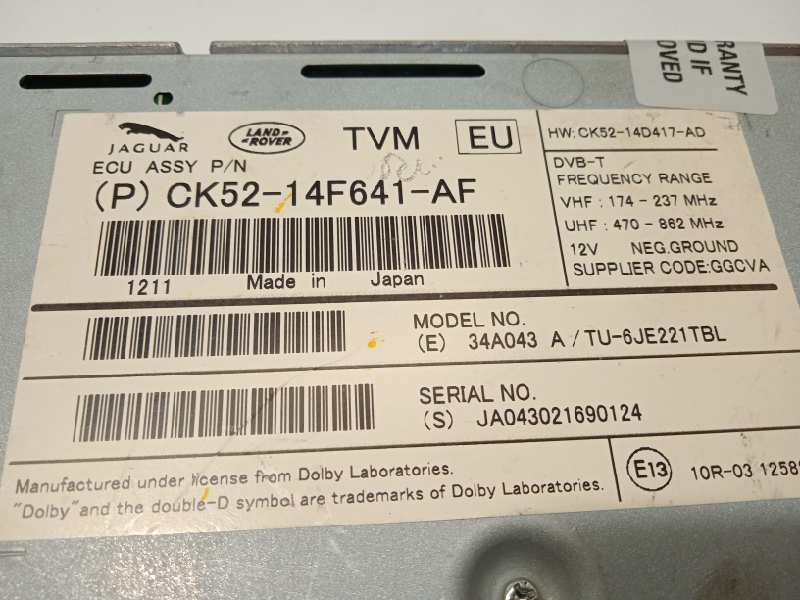 RANTY
D IF
OVED
JAGUAR
LAND ROVER
TVM
EU
HW:CK52-14D417-AD
ECU ASSY P/N
(P) CK52-14F641-AF
DVB-T
FREQUENCY RANGE
VHF : 174 - 237 MHz
UHF : 470 - 862 MHz
12V NEG.GROUND
SUPPLIER CODE:GGCVA
1211 Made in Japan
MODEL NO.
(E) 34A043 A / TU-6JE221TBL
SERIAL NO.
(S) JA043021690124
Manufactured under license from Dolby Laboratories.
"Dolby" and the double-D symbol are trademarks of Dolby Laboratories.
E13
10R-03 1258